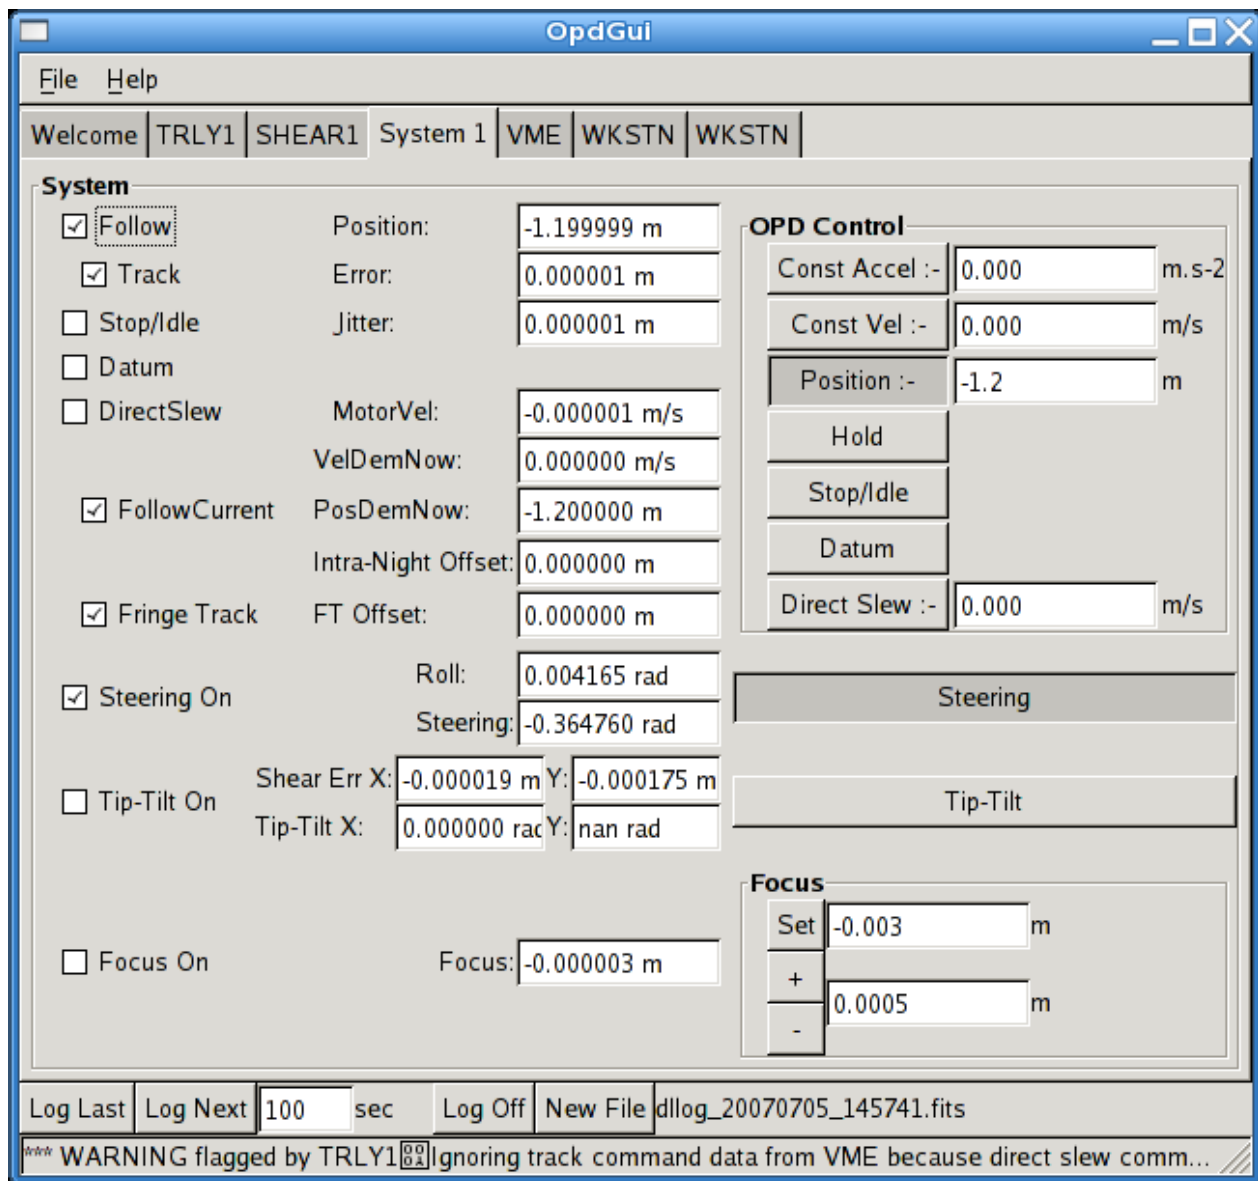 OpdGui
File Help
Welcome TRLY1 SHEAR1 System 1 VME WKSTN WKSTN
System
Follow Position: -1.199999 m
Track Error: 0.000001 m
Stop/Idle Jitter: 0.000001 m
Datum
DirectSlew MotorVel: -0.000001 m/s
VelDemNow: 0.000000 m/s
FollowCurrent PosDemNow: -1.200000 m
Intra-Night Offset: 0.000000 m
Fringe Track FT Offset: 0.000000 m
Roll: 0.004165 rad
Steering On
Steering: -0.364760 rad
Shear Err X: -0.000019 m Y: -0.000175 m
Tip-Tilt On
Tip-Tilt X: 0.000000 rad Y: nan rad
Focus On Focus: -0.000003 m
OPD Control
Const Accel :- 0.000 m.s-2
Const Vel :- 0.000 m/s
Position :- -1.2 m
Hold
Stop/Idle
Datum
Direct Slew :- 0.000 m/s
Steering
Tip-Tilt
Focus
Set -0.003 m
+
0.0005 m
-
Log Last Log Next 100 sec Log Off New File dllog_20070705_145741.fits
*** WARNING flagged by TRLY1 Ignoring track command data from VME because direct slew comm...